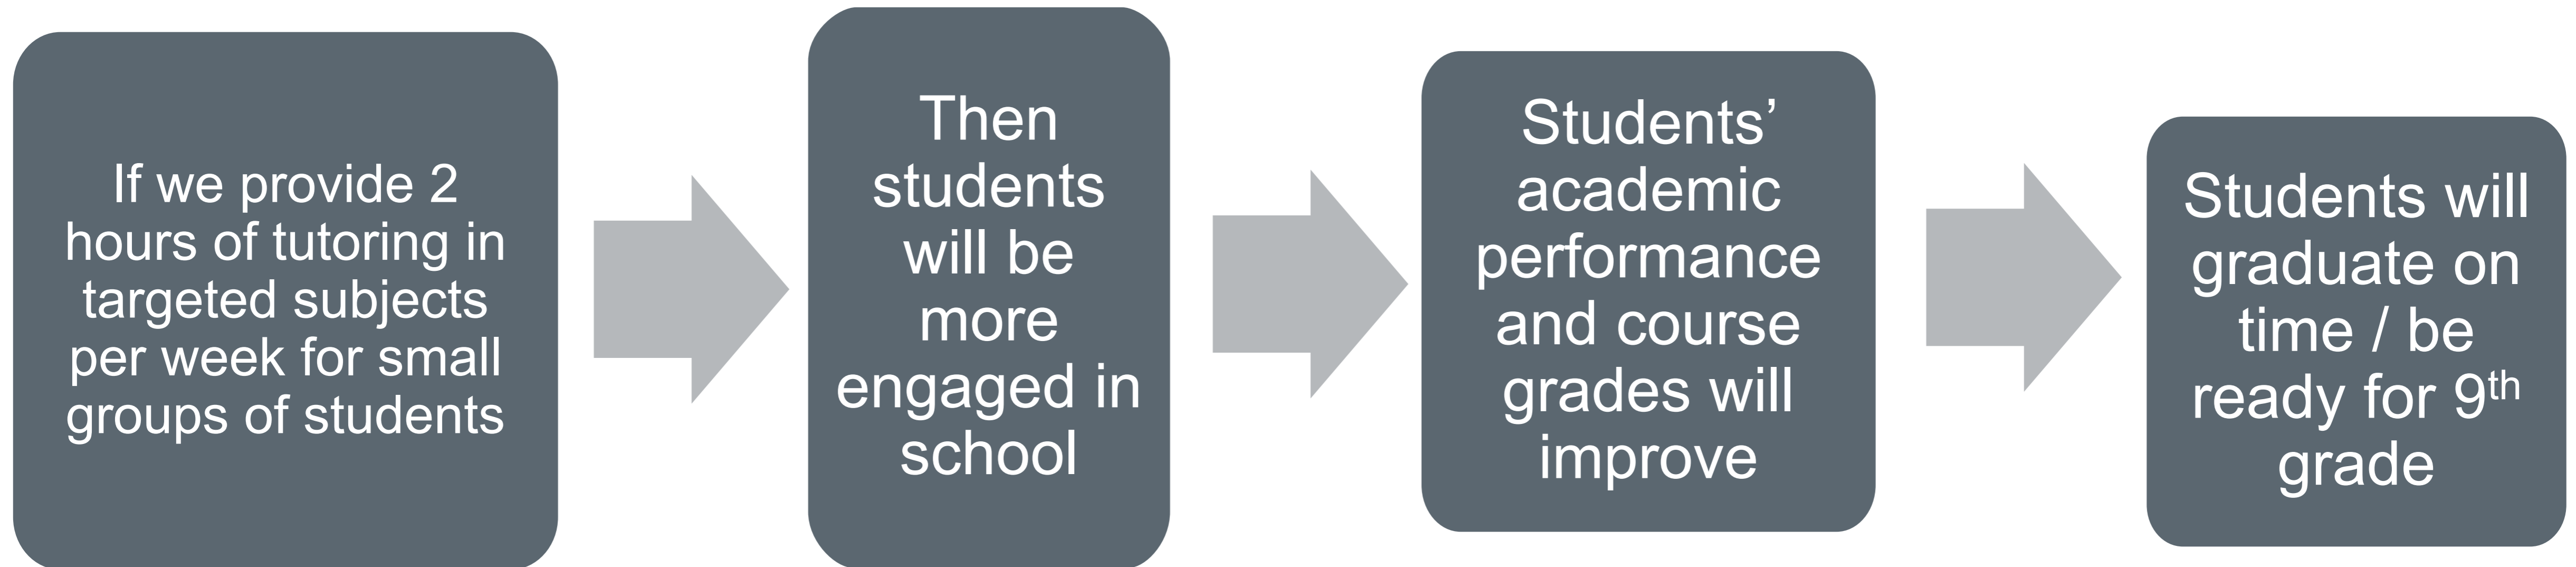 If we provide 2
hours of tutoring in
targeted subjects
per week for small
groups of students
Then
students
will be
more
engaged in
school
Students’
academic
performance
and course
grades will
improve
Students will
graduate on
time / be
ready for 9th
grade